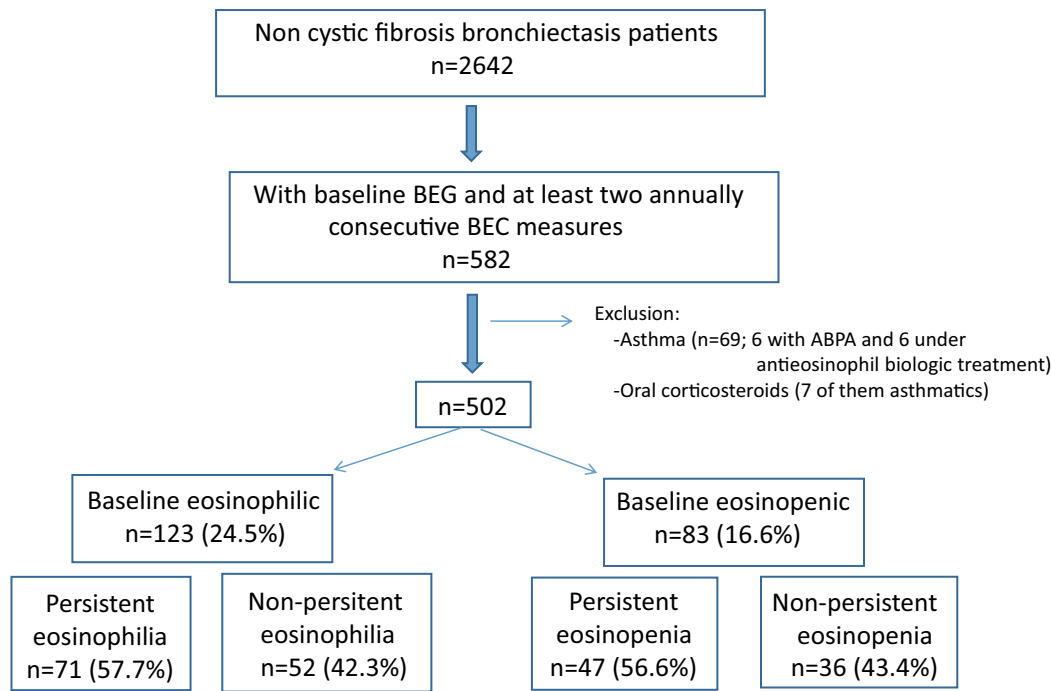 Non cystic fibrosis bronchiectasis patients
n=2642
With baseline BEG and at least two annually
consecutive BEC measures
n=582
Exclusion:
-Asthma (n=69; 6 with ABPA and 6 under
antieosinophil biologic treatment)
-Oral corticosteroids (7 of them asthmatics)
n=502
Baseline eosinophilic
n=123 (24.5%)
Baseline eosinopenic
n=83 (16.6%)
Persistent
eosinophilia
n=71 (57.7%)
Non-persitent
eosinophilia
n=52 (42.3%)
Persistent
eosinopenia
n=47 (56.6%)
Non-persistent
eosinopenia
n=36 (43.4%)